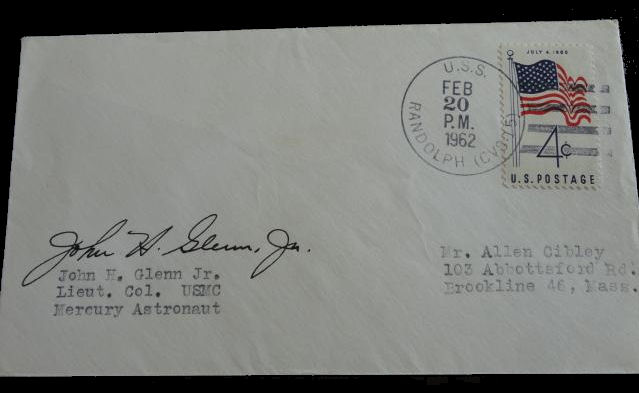 JULY 4, 1960
U.S.S.
FEB
20
P.M.
1962
RANDOLPH (CVS-15)
4¢
U.S. POSTAGE
John H. Glenn, Jr.
John H. Glenn Jr.
Lieut. Col. USMC
Mercury Astronaut
Mr. Allen Cibley
103 Abbottsford Rd.
Brookline 46, Mass.